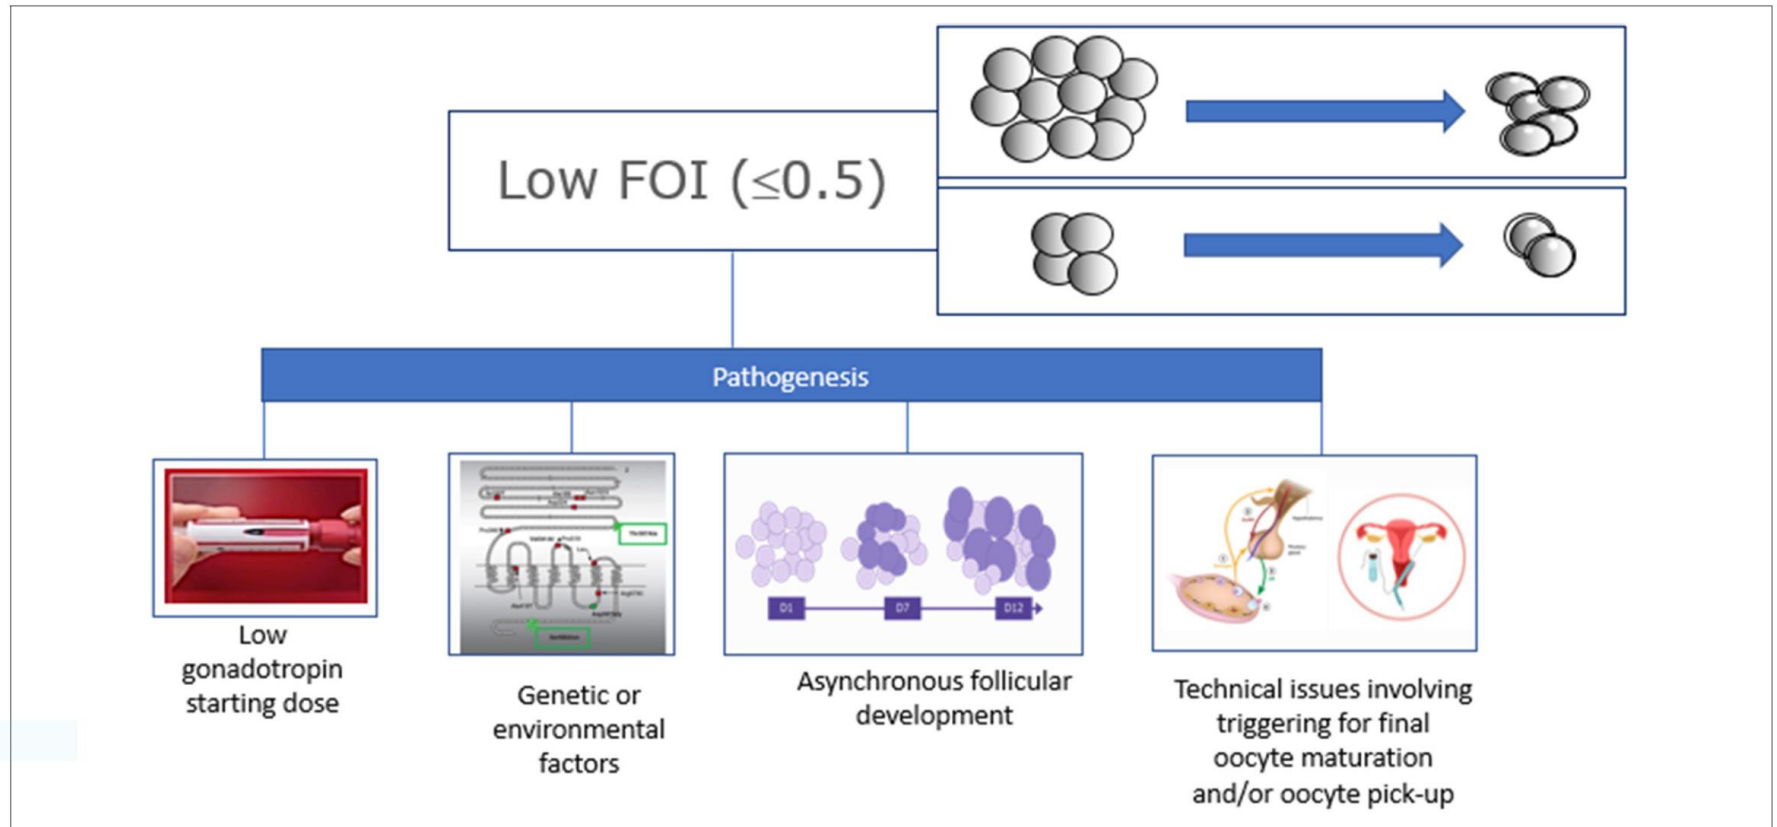 Low FOI (≤0.5)
Pathogenesis
D1
D7
D12
Low
gonadotropin
starting dose
Genetic or
environmental
factors
Asynchronous follicular
development
Technical issues involving
triggering for final
oocyte maturation
and/or oocyte pick-up